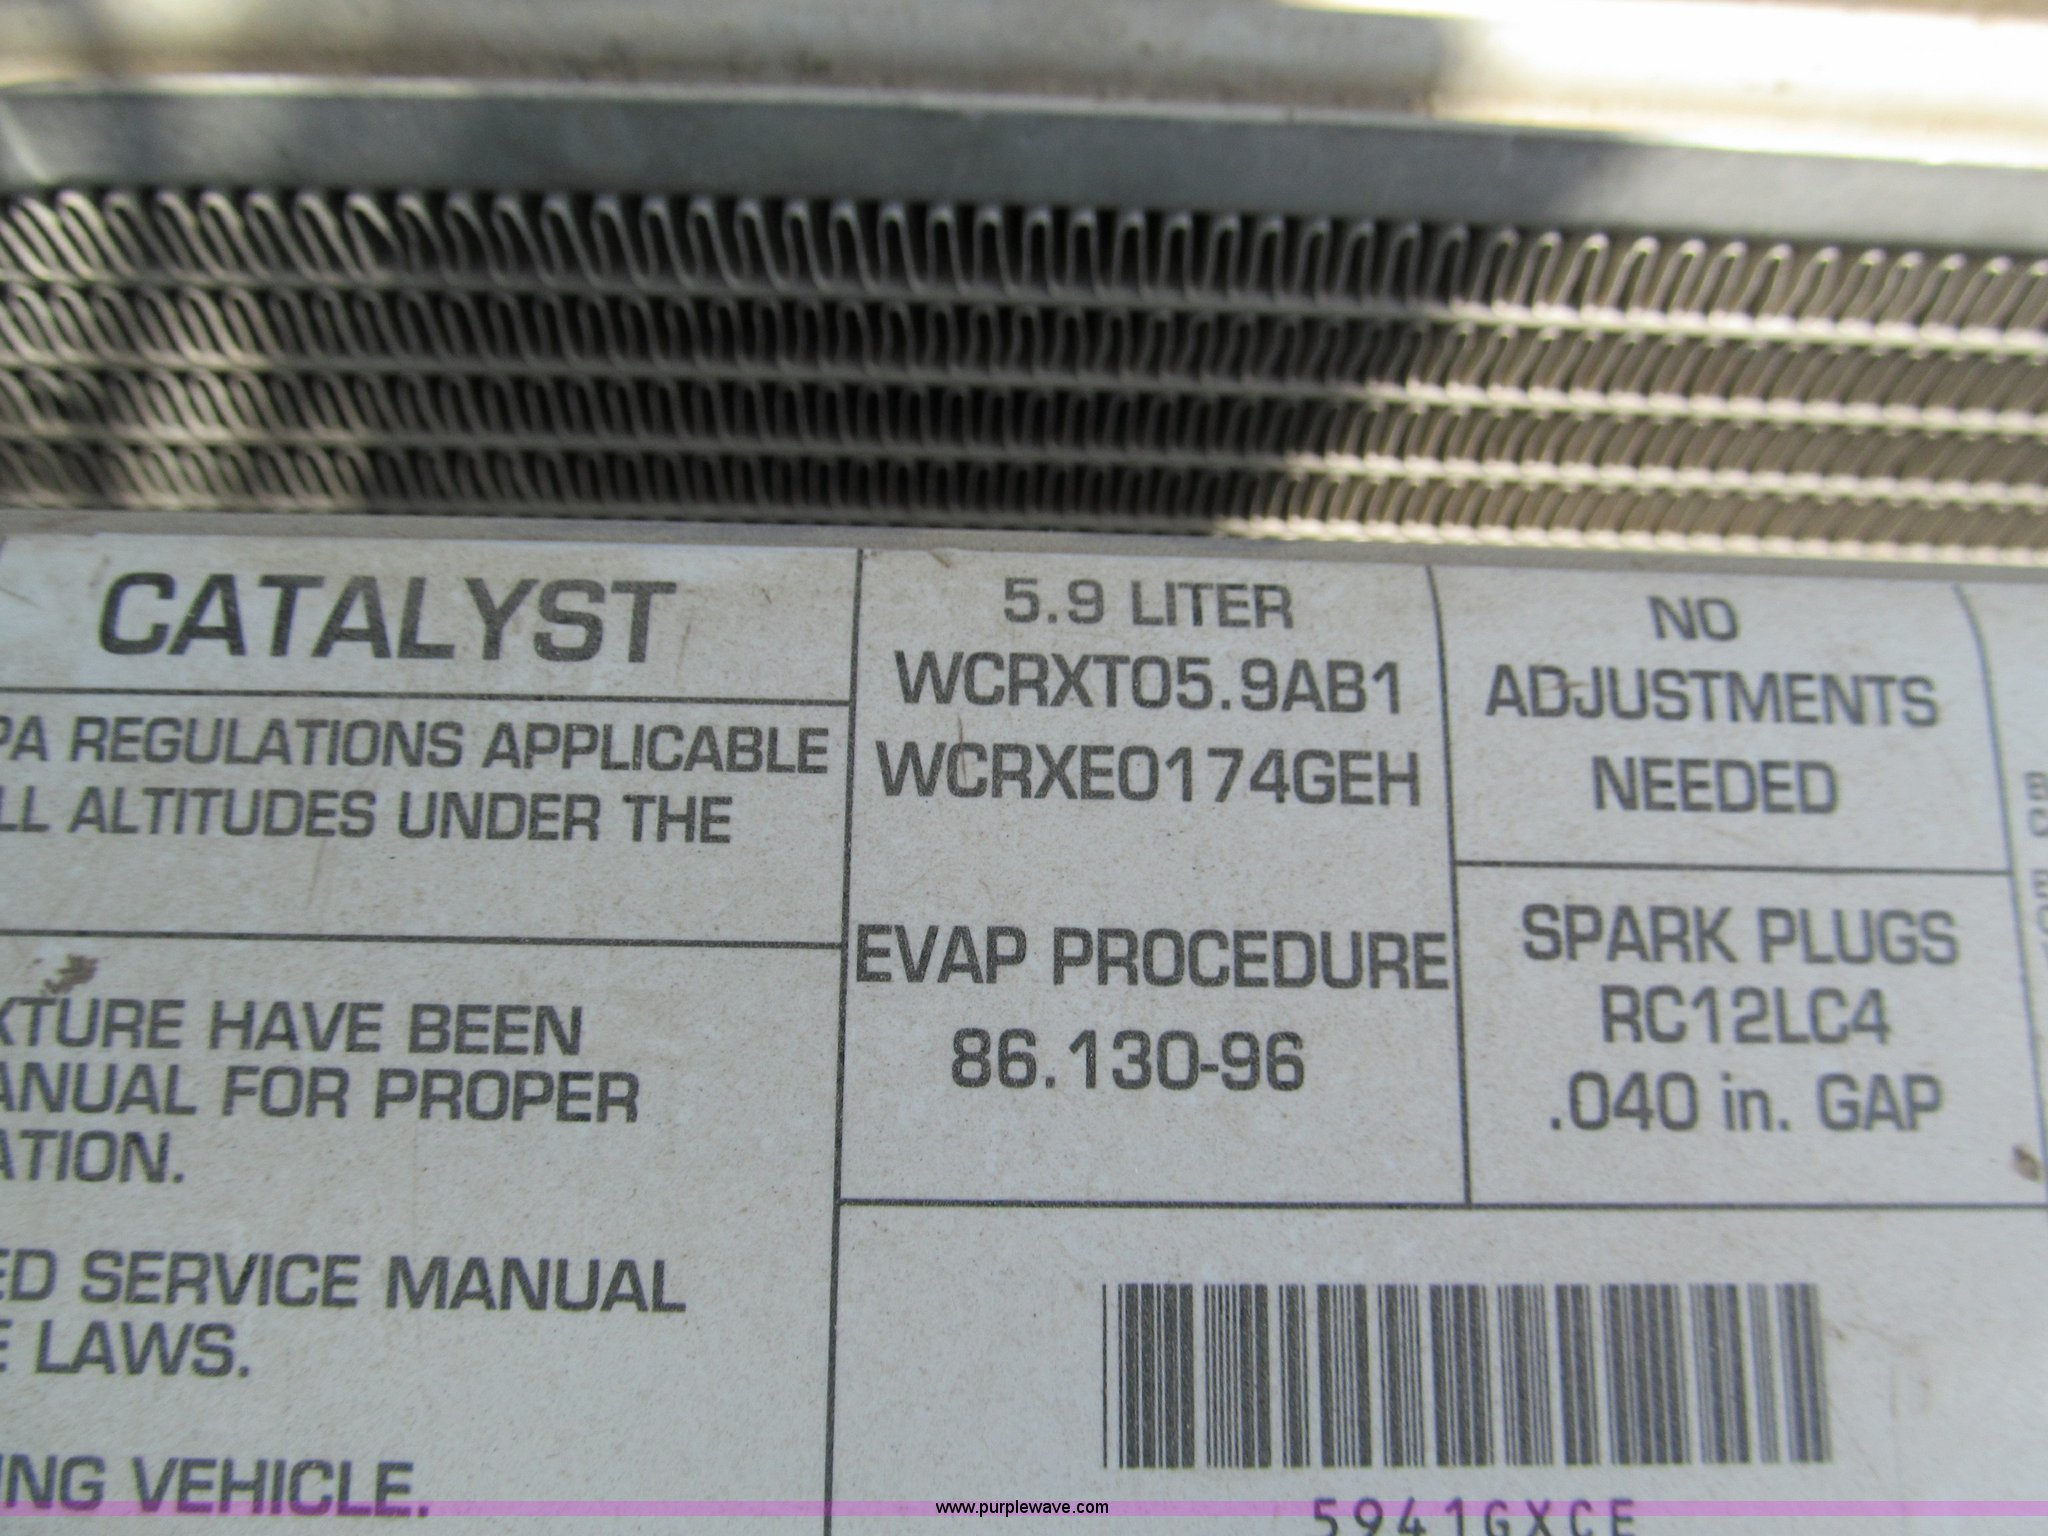 CATALYST
PA REGULATIONS APPLICABLE
LL ALTITUDES UNDER THE
XTURE HAVE BEEN
ANUAL FOR PROPER
ATION.
ED SERVICE MANUAL
E LAWS.
ING VEHICLE.
5.9 LITER
WCRXT05.9AB1
WCRXE0174GEH
EVAP PROCEDURE
86.130-96
NO
ADJUSTMENTS
NEEDED
SPARK PLUGS
RC12LC4
.040 in. GAP
5941GXCE
www.purplewave.com